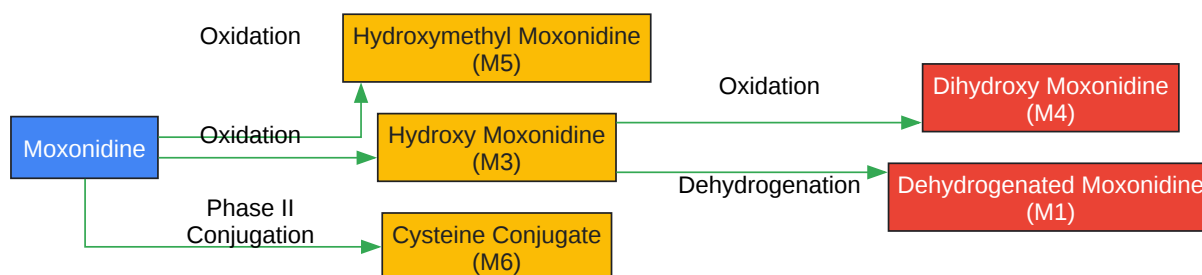 Oxidation
Hydroxymethyl Moxonidine
(M5)
Oxidation
Dihydroxy Moxonidine
(M4)
Moxonidine
Oxidation
Hydroxy Moxonidine
(M3)
Dehydrogenation
Dehydrogenated Moxonidine
(M1)
Phase II
Conjugation
Cysteine Conjugate
(M6)